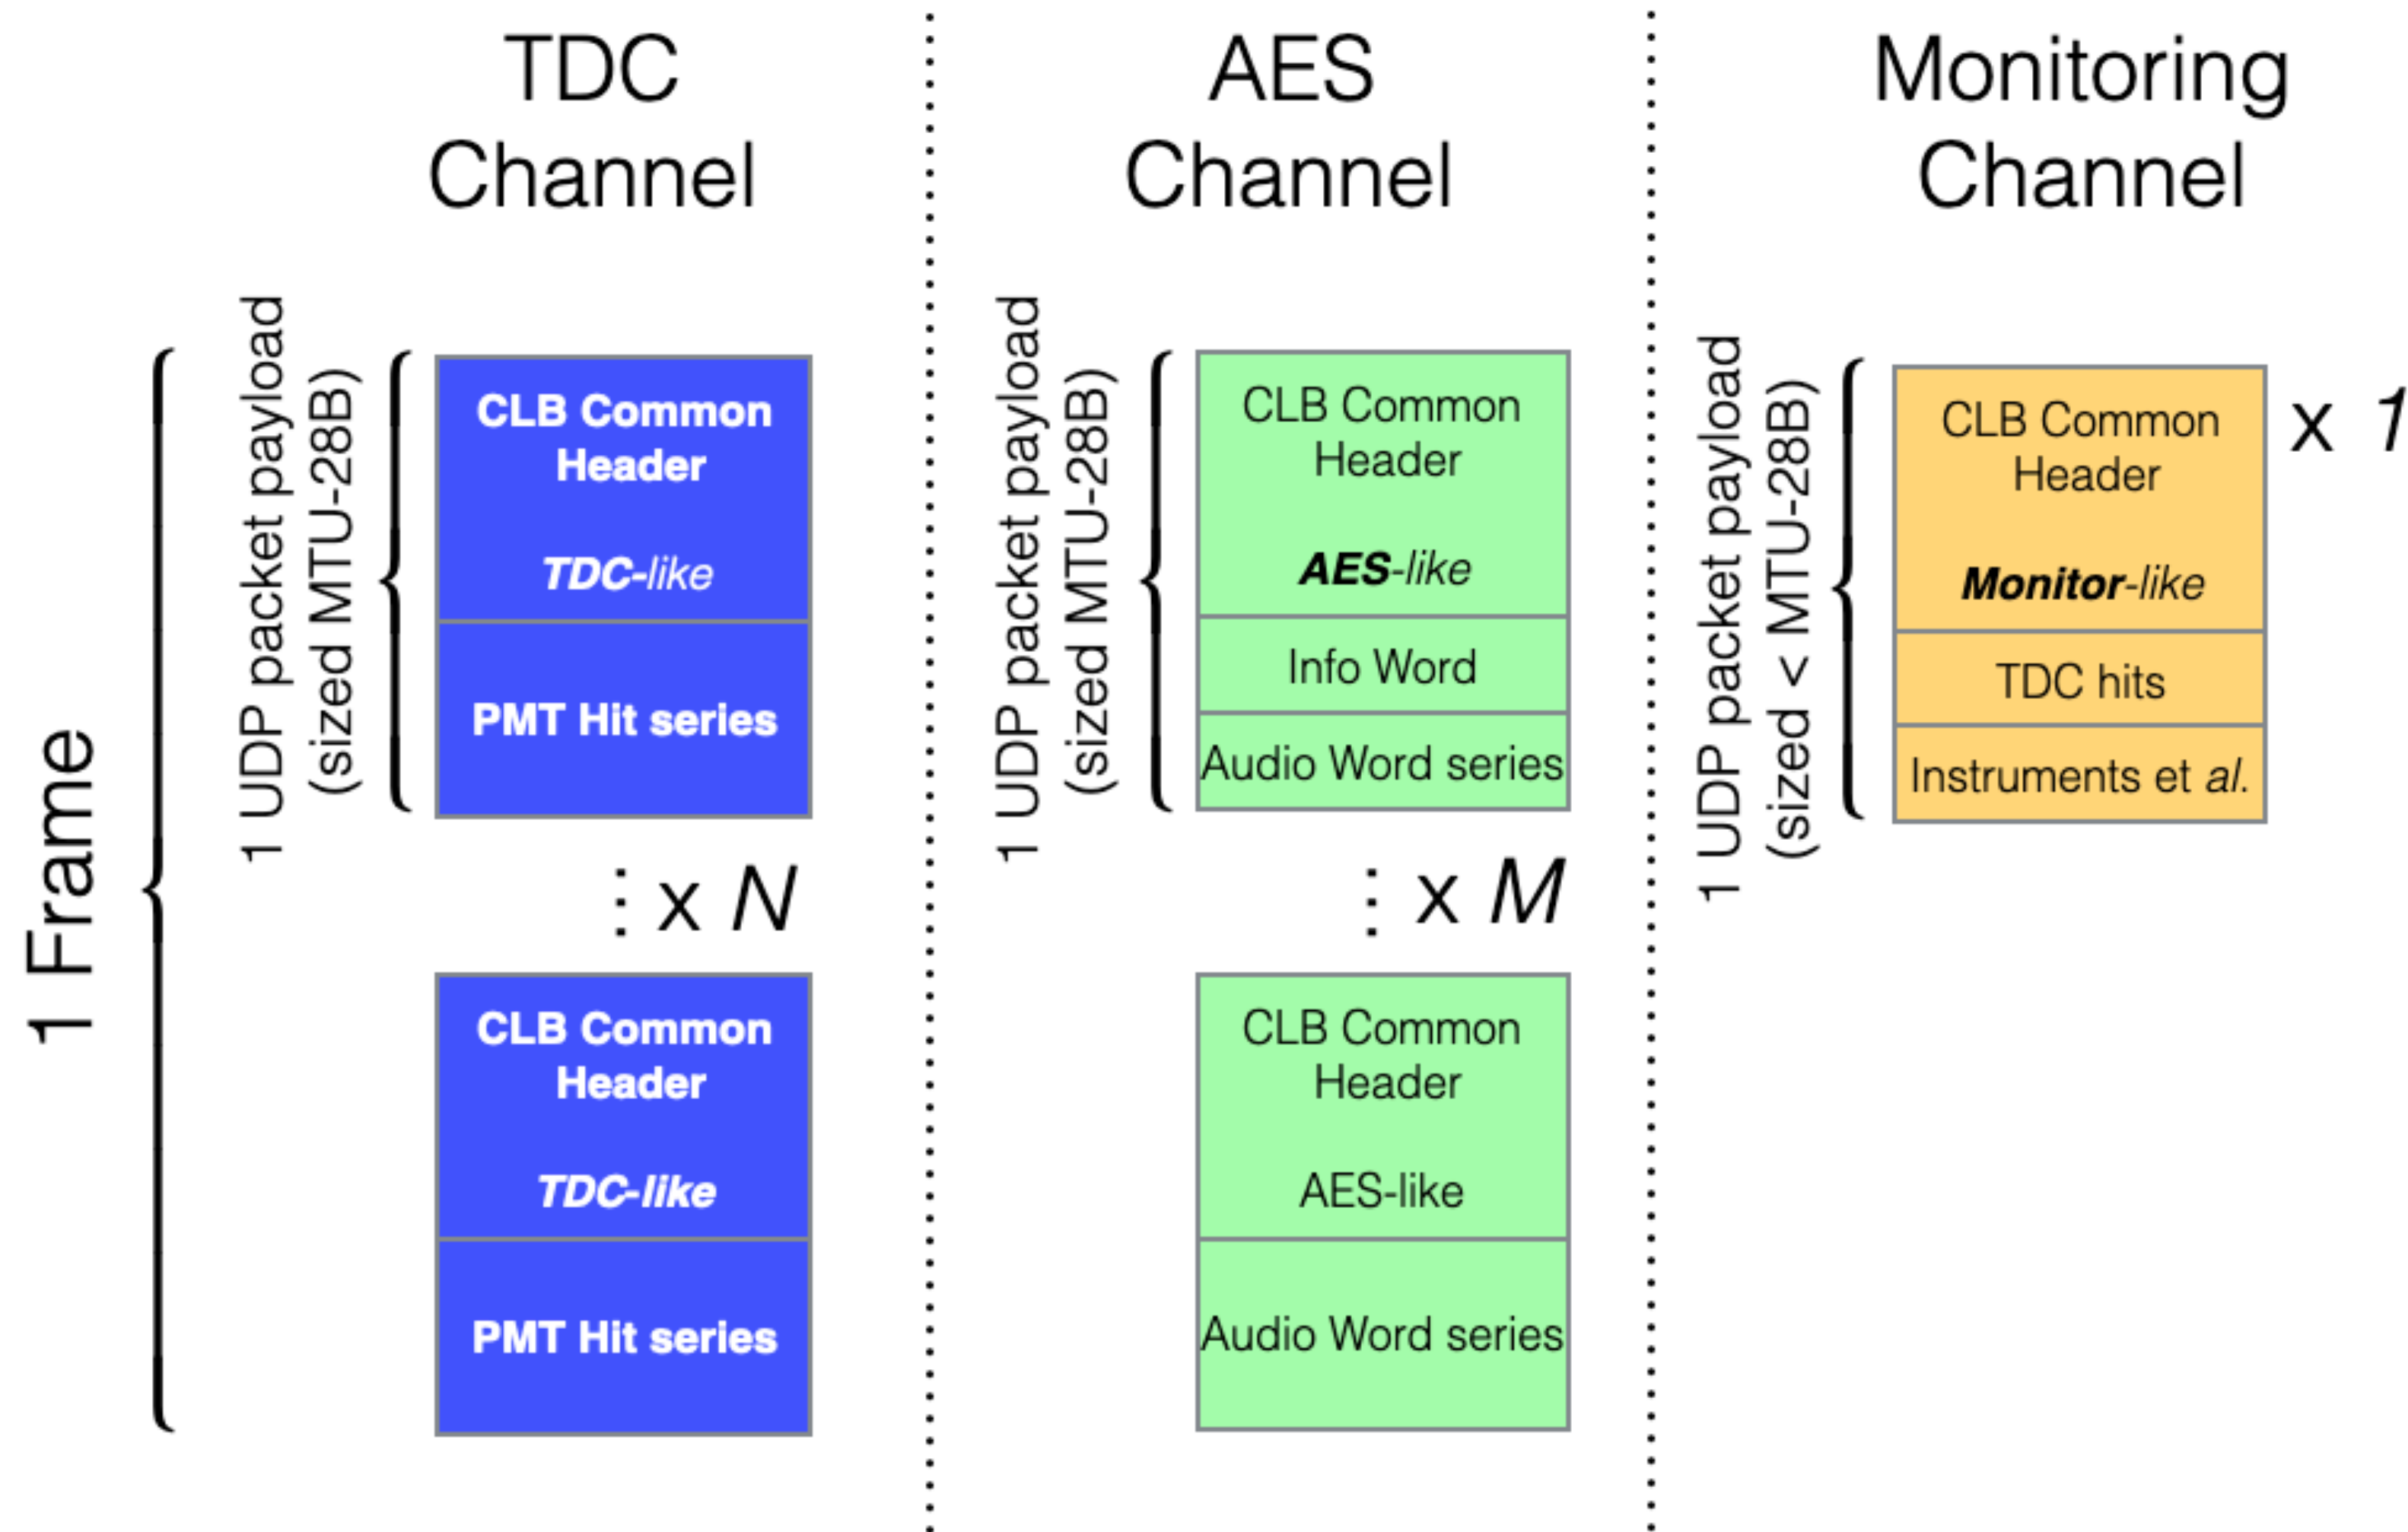 TDC
Channel
AES
Channel
Monitoring
Channel
1 Frame
1 UDP packet payload
(sized MTU-28B)
CLB Common
Header
TDC-like
PMT Hit series
⋮ x N
CLB Common
Header
TDC-like
PMT Hit series
1 UDP packet payload
(sized MTU-28B)
CLB Common
Header
AES-like
Info Word
Audio Word series
⋮ x M
CLB Common
Header
AES-like
Audio Word series
1 UDP packet payload
(sized < MTU-28B)
CLB Common
Header
Monitor-like
TDC hits
Instruments et al.
x 1